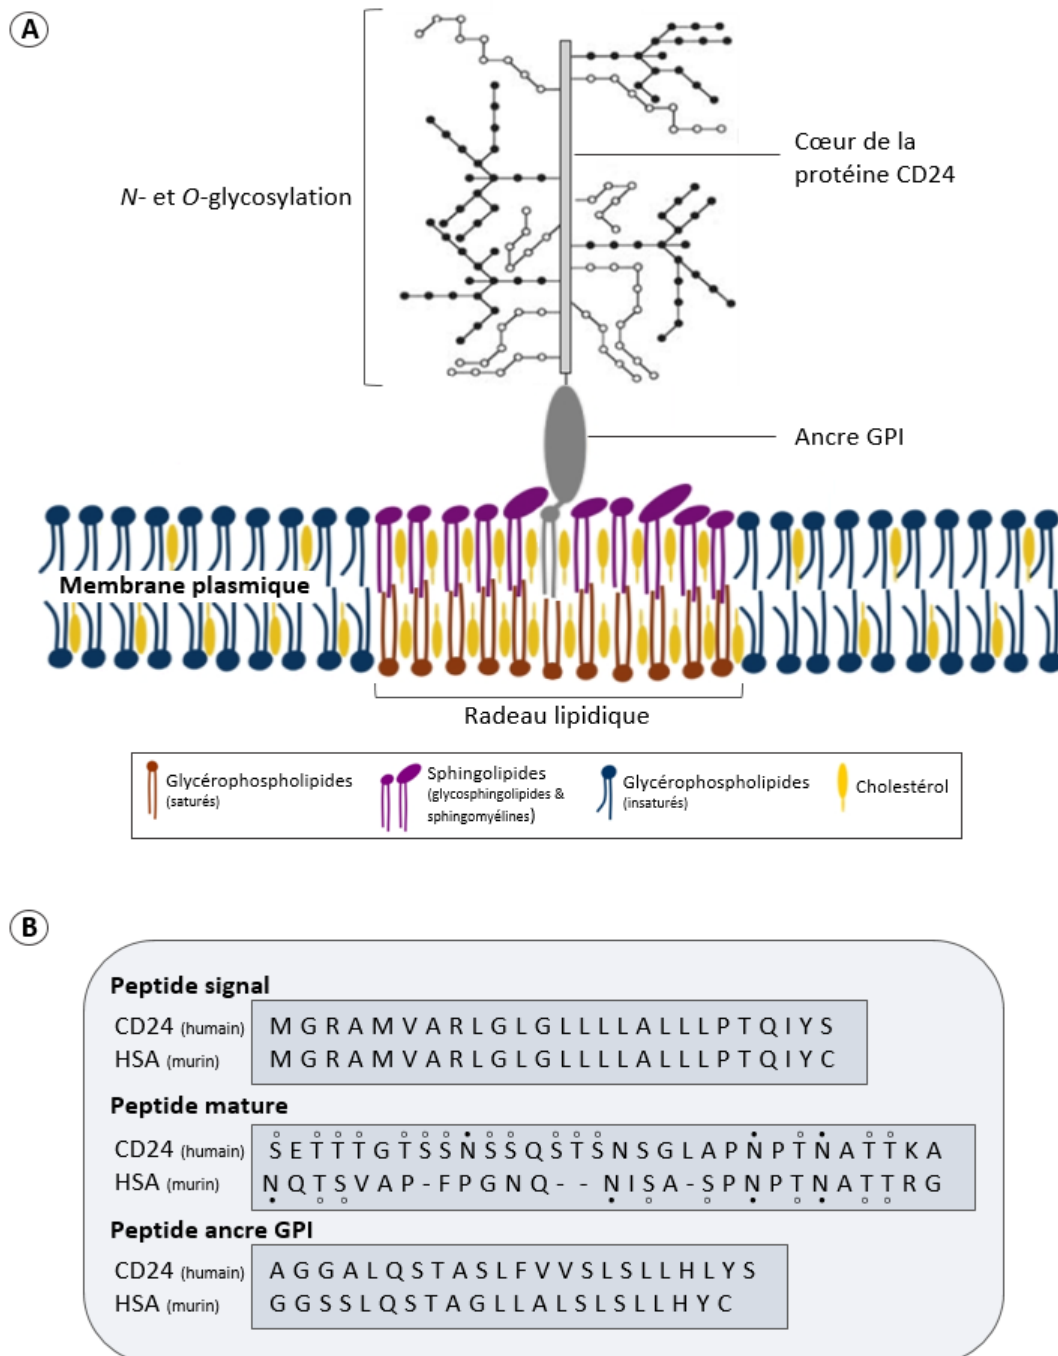 A
N- et O-glycosylation
Cœur de la
protéine CD24
Ancre GPI
Membrane plasmique
Radeau lipidique
Glycérophospholipides
(saturés)
Sphingolipides
(glycosphingolipides &
sphingomyélines)
Glycérophospholipides
(insaturés)
Cholestérol
B
Peptide signal
CD24 (humain) M G R A M V A R L G L G L L L L A L L L P T Q I Y S
HSA (murin) M G R A M V A R L G L G L L L L A L L L P T Q I Y C
Peptide mature
CD24 (humain) S E T T T G T S S N S S Q S T S N S G L A P N P T N A T T K A
HSA (murin) N Q T S V A P - F P G N Q - - N I S A - S P N P T N A T T R G
Peptide ancre GPI
CD24 (humain) A G G A L Q S T A S L F V V S L S L L H L Y S
HSA (murin) G G S S L Q S T A G L L A L S L S L L H Y C